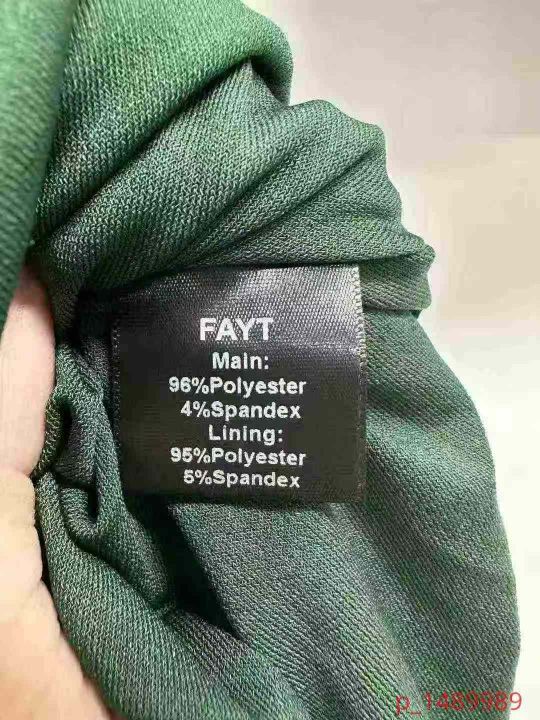 FAYT
Main:
96%Polyester
4%Spandex
Lining:
95%Polyester
5%Spandex
p_1489989